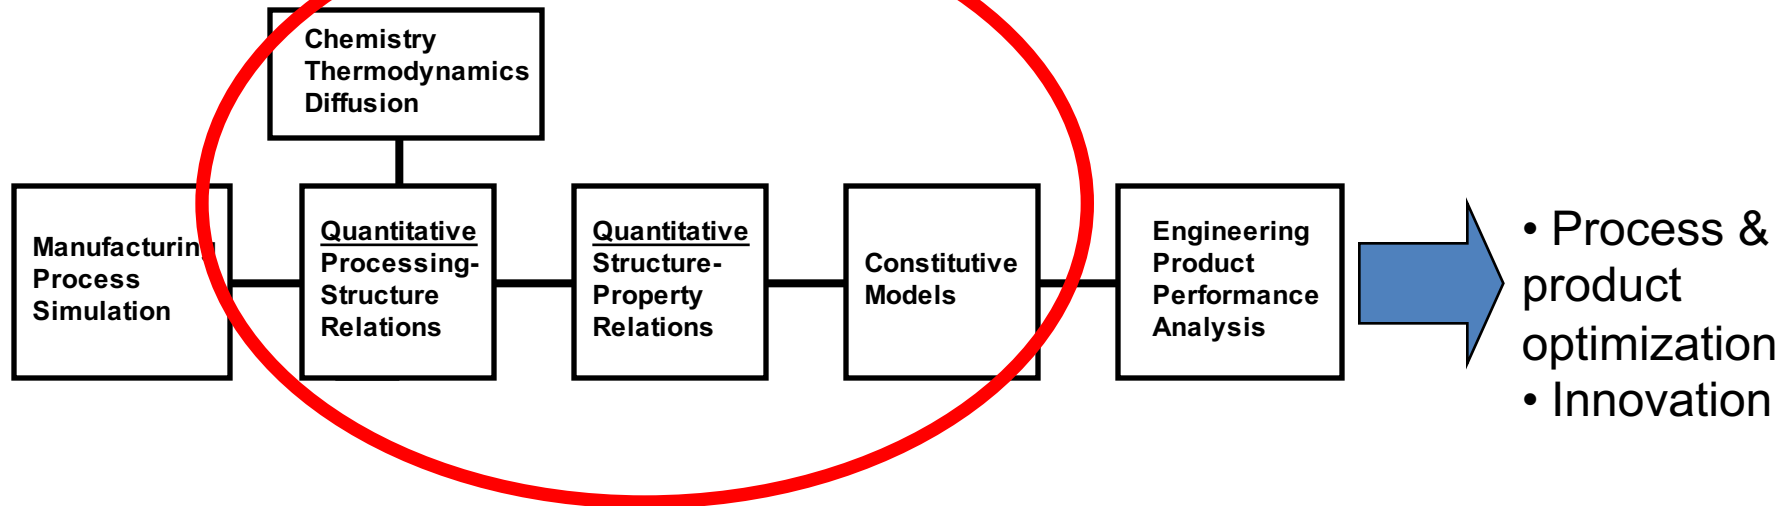 Chemistry
Thermodynamics
Diffusion
Manufacturing
Process
Simulation
Quantitative
Processing-
Structure
Relations
Quantitative
Structure-
Property
Relations
Constitutive
Models
Engineering
Product
Performance
Analysis
• Process &
product
optimization
• Innovation